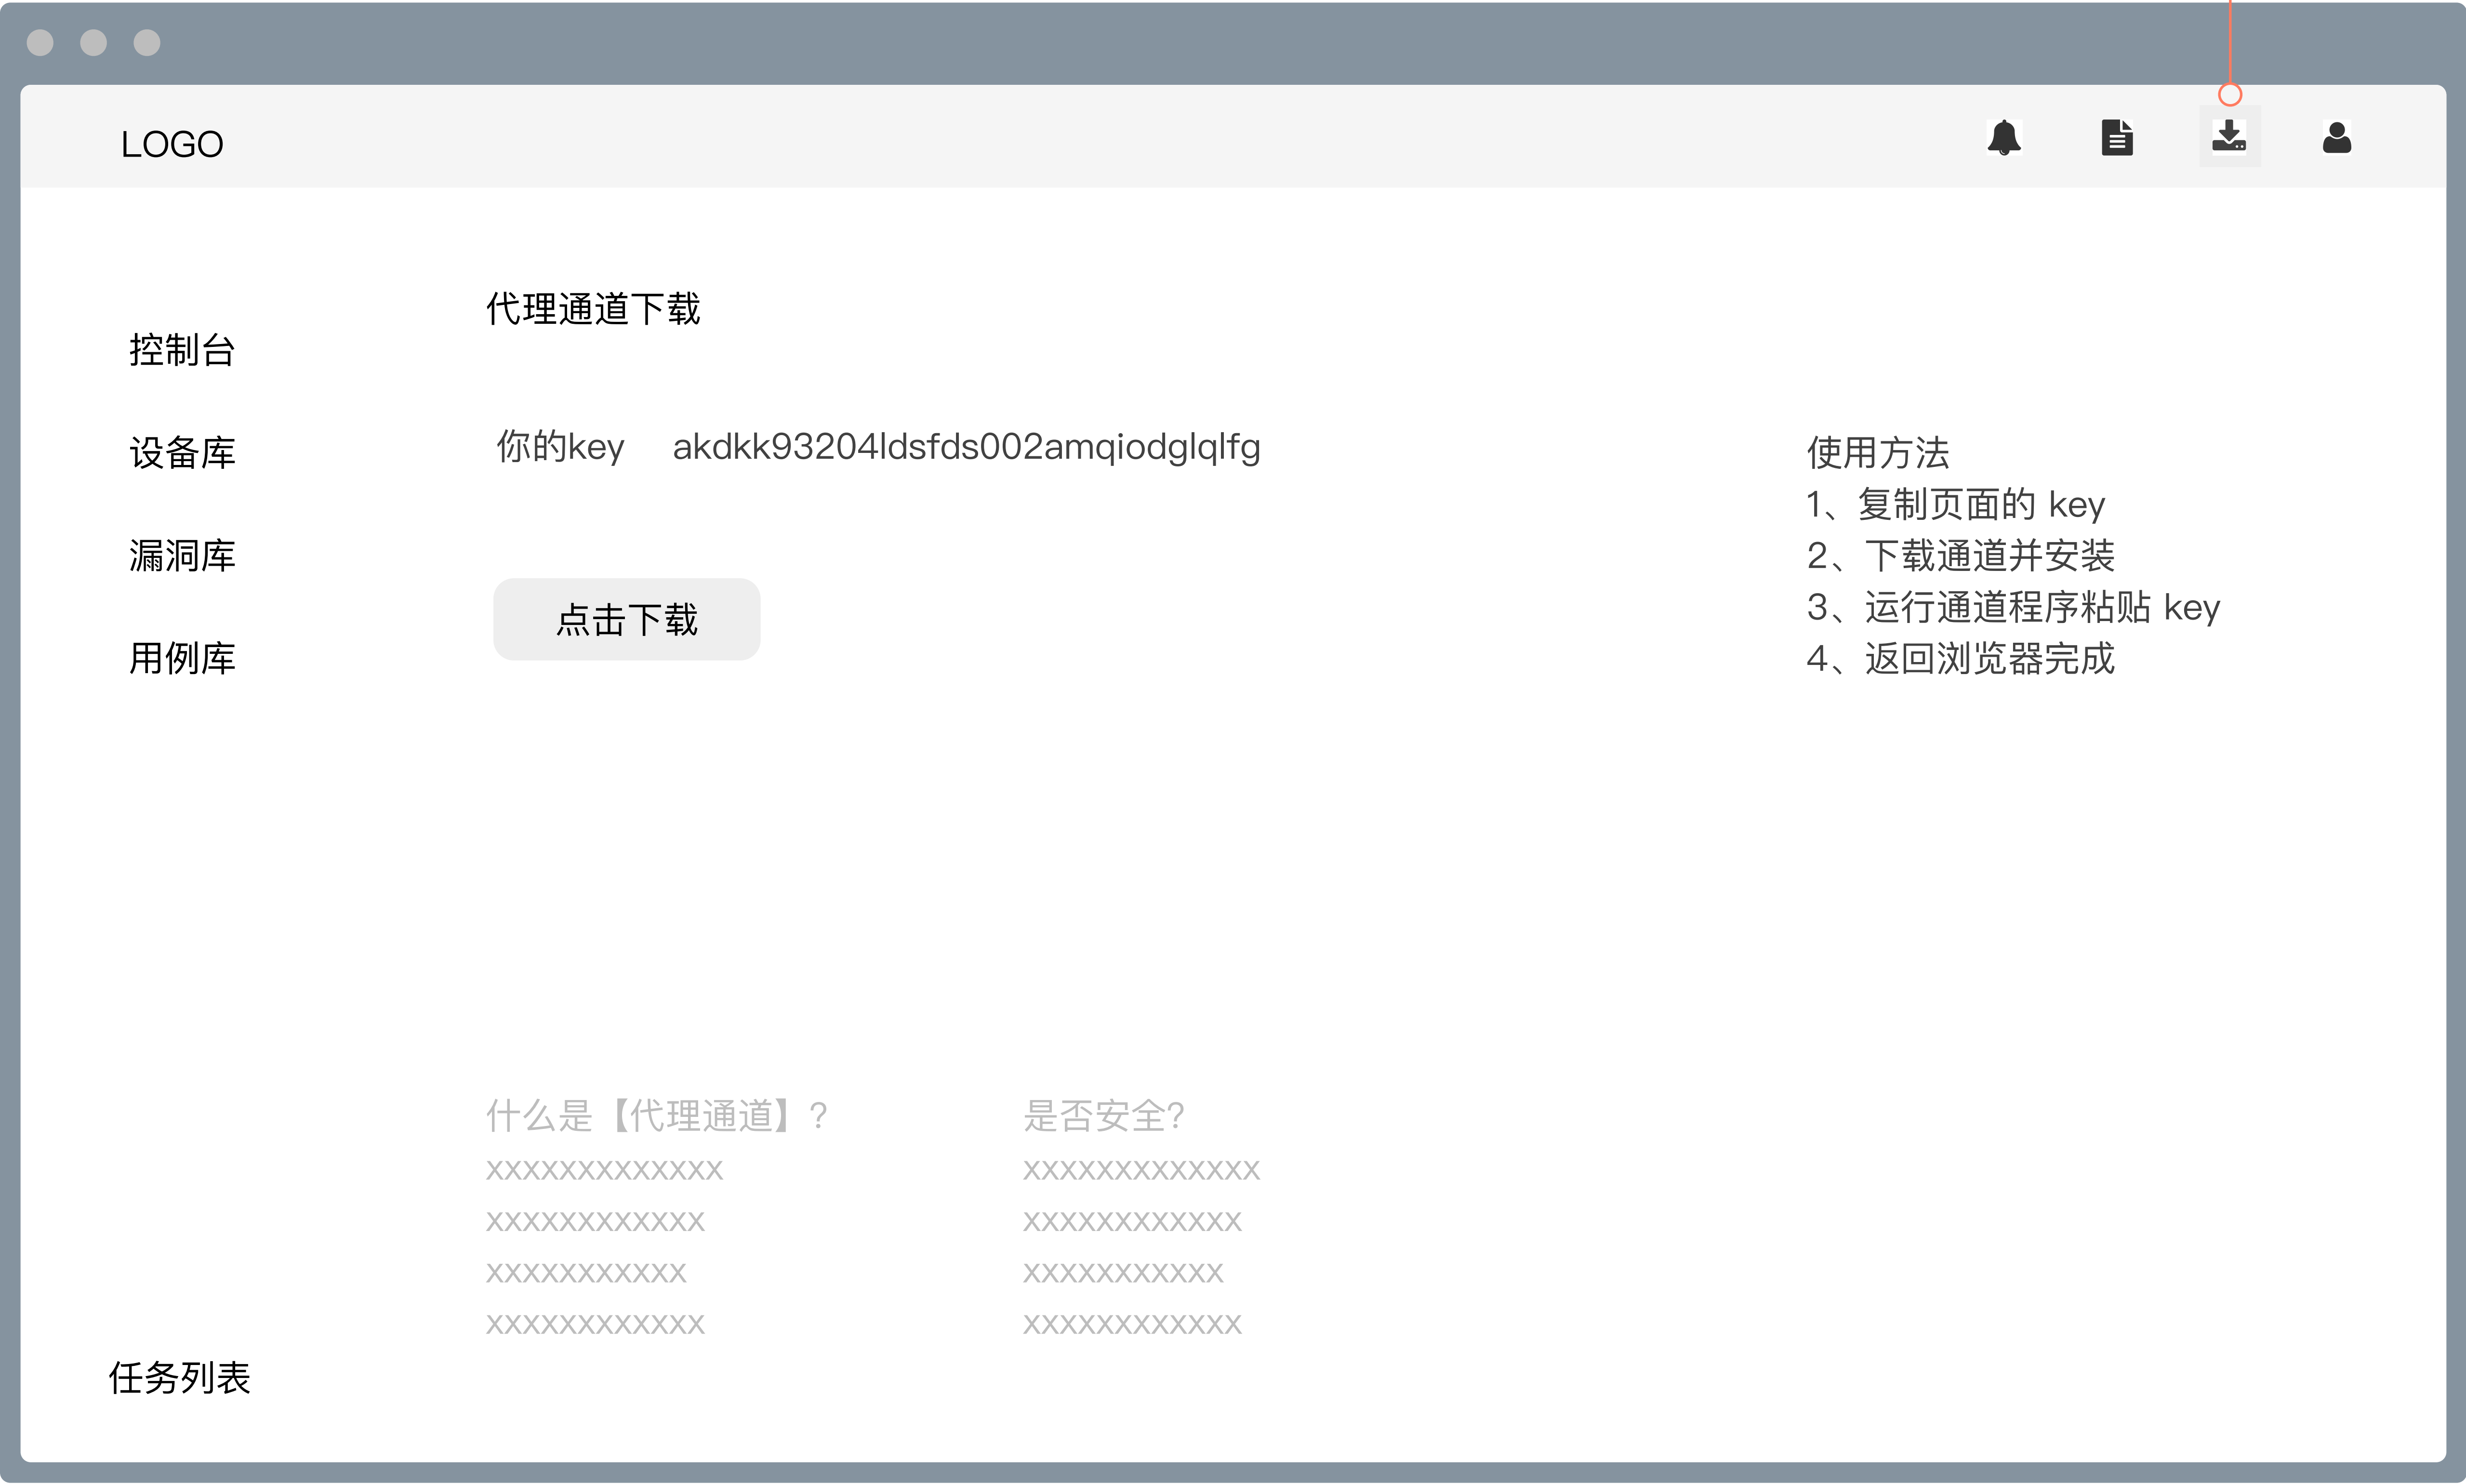 LOGO
代理通道下载
控制台
设备库
漏洞库
用例库
你的key akdkk93204ldsfds002amqiodglqlfg
点击下载
使用方法
1、复制页面的 key
2、下载通道并安装
3、运行通道程序粘贴 key
4、返回浏览器完成
什么是【代理通道】?
xxxxxxxxxxxxx
xxxxxxxxxxxx
xxxxxxxxxxx
xxxxxxxxxxxx
是否安全?
xxxxxxxxxxxxx
xxxxxxxxxxxx
xxxxxxxxxxx
xxxxxxxxxxxx
任务列表